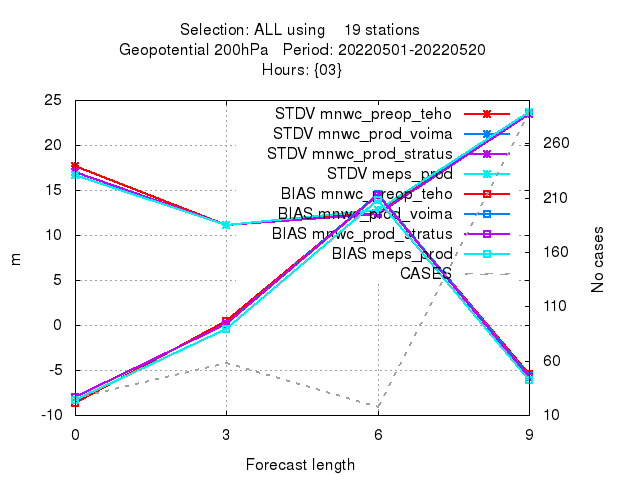 Selection: ALL using    19 stations
Geopotential 200hPa   Period: 20220501-20220520
Hours: {03}
25
20
15
10
5
0
-5
-10
m
0
3
6
9
Forecast length
260
210
160
110
60
10
No cases
STDV mnwc_preop_teho
STDV mnwc_prod_voima
STDV mnwc_prod_stratus
STDV meps_prod
BIAS mnwc_preop_teho
BIAS mnwc_prod_voima
BIAS mnwc_prod_stratus
BIAS meps_prod
CASES